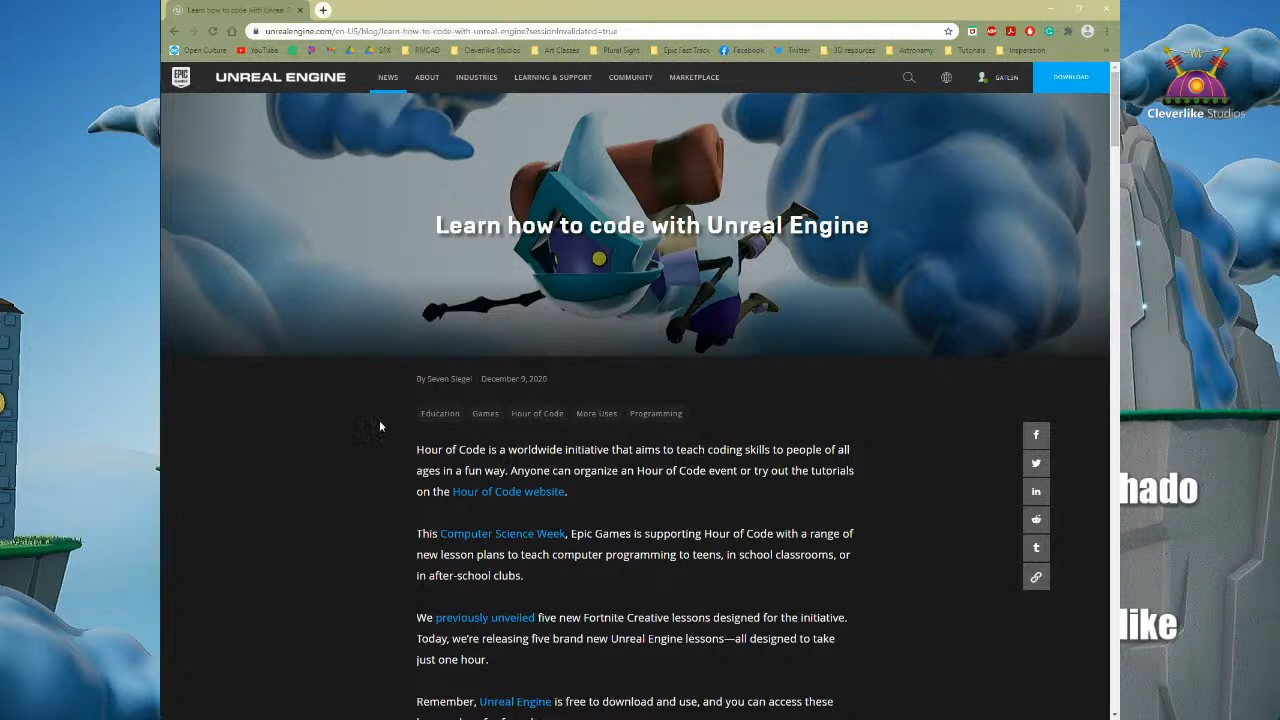 Learn how to code with Unreal
unrealengine.com/en-US/blog/learn-how-to-code-with-unreal-engine?sessionInvalidated=true
Open Culture YouTube SFX RMCAD Cleverlike Studios Art Classes Plural Sight Epic Fast Track Facebook Twitter 3D resources Astronamy Tutorials Insperation
EPIC GAMES UNREAL ENGINE NEWS ABOUT INDUSTRIES LEARNING & SUPPORT COMMUNITY MARKETPLACE GATL3N DOWNLOAD
Cleverlike Studios
Learn how to code with Unreal Engine
By Seven Siegel December 9, 2020
Education Games Hour of Code More Uses Programming
Hour of Code is a worldwide initiative that aims to teach coding skills to people of all
ages in a fun way. Anyone can organize an Hour of Code event or try out the tutorials
on the Hour of Code website.
This Computer Science Week, Epic Games is supporting Hour of Code with a range of
new lesson plans to teach computer programming to teens, in school classrooms, or
in after-school clubs.
We previously unveiled five new Fortnite Creative lessons designed for the initiative.
Today, we're releasing five brand new Unreal Engine lessons—all designed to take
just one hour.
Remember, Unreal Engine is free to download and use, and you can access these
hado
like